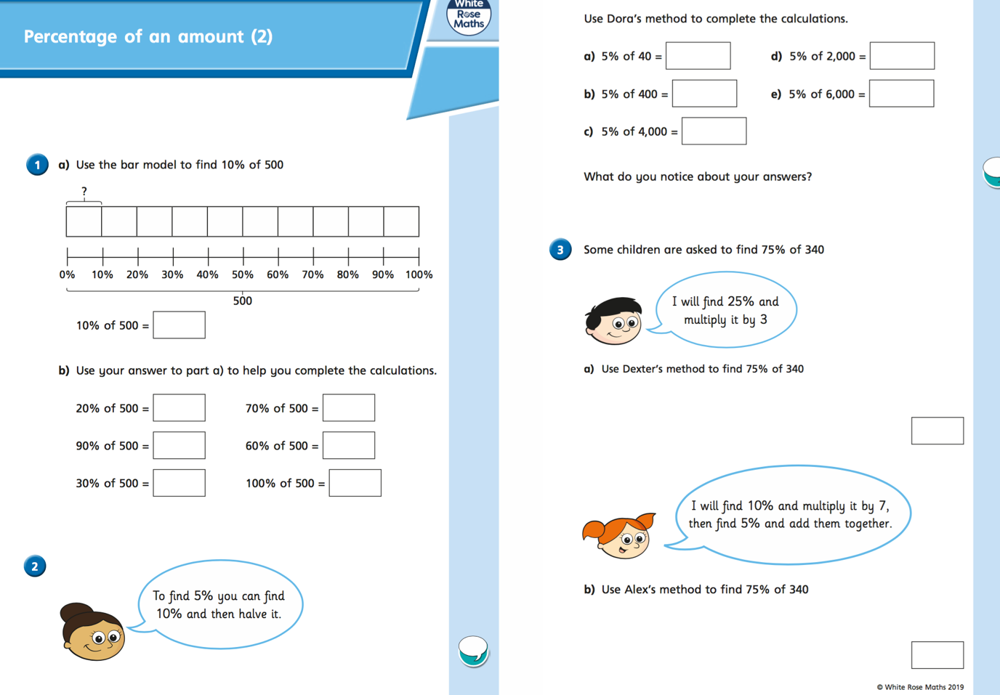 Percentage of an amount (2)
White
Rose
Maths
1 a) Use the bar model to find 10% of 500
?
0% 10% 20% 30% 40% 50% 60% 70% 80% 90% 100%
500
10% of 500 =
b) Use your answer to part a) to help you complete the calculations.
20% of 500 = 70% of 500 =
90% of 500 = 60% of 500 =
30% of 500 = 100% of 500 =
2
To find 5% you can find
10% and then halve it.
Use Dora's method to complete the calculations.
a) 5% of 40 = d) 5% of 2,000 =
b) 5% of 400 = e) 5% of 6,000 =
c) 5% of 4,000 =
What do you notice about your answers?
3 Some children are asked to find 75% of 340
I will find 25% and
multiply it by 3
a) Use Dexter's method to find 75% of 340
I will find 10% and multiply it by 7,
then find 5% and add them together.
b) Use Alex's method to find 75% of 340
© White Rose Maths 2019